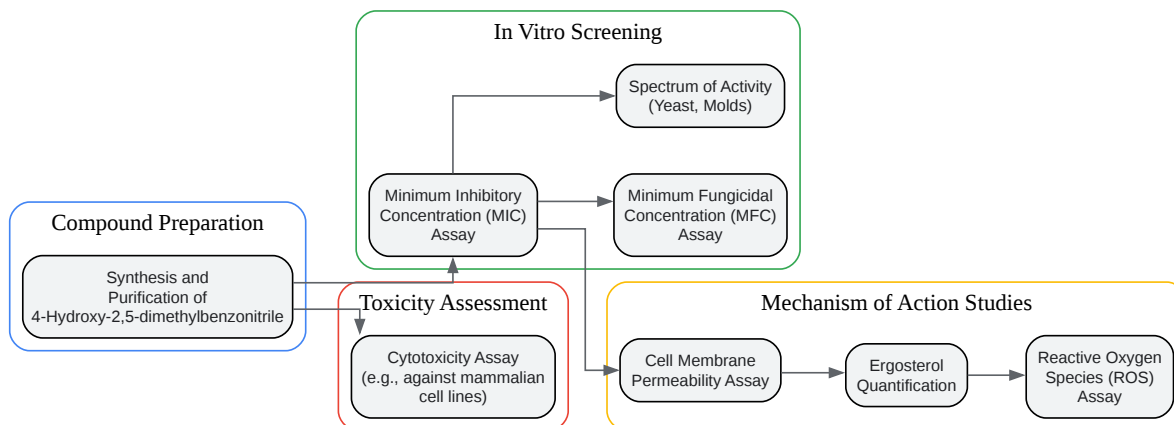 In Vitro Screening
Spectrum of Activity
(Yeast, Molds)
Minimum Inhibitory
Concentration (MIC)
Assay
Minimum Fungicidal
Concentration (MFC)
Assay
Compound Preparation
Synthesis and
Purification of
4-Hydroxy-2,5-dimethylbenzonitrile
Toxicity Assessment
Cytotoxicity Assay
(e.g., against mammalian
cell lines)
Mechanism of Action Studies
Cell Membrane
Permeability Assay
Ergosterol
Quantification
Reactive Oxygen
Species (ROS)
Assay